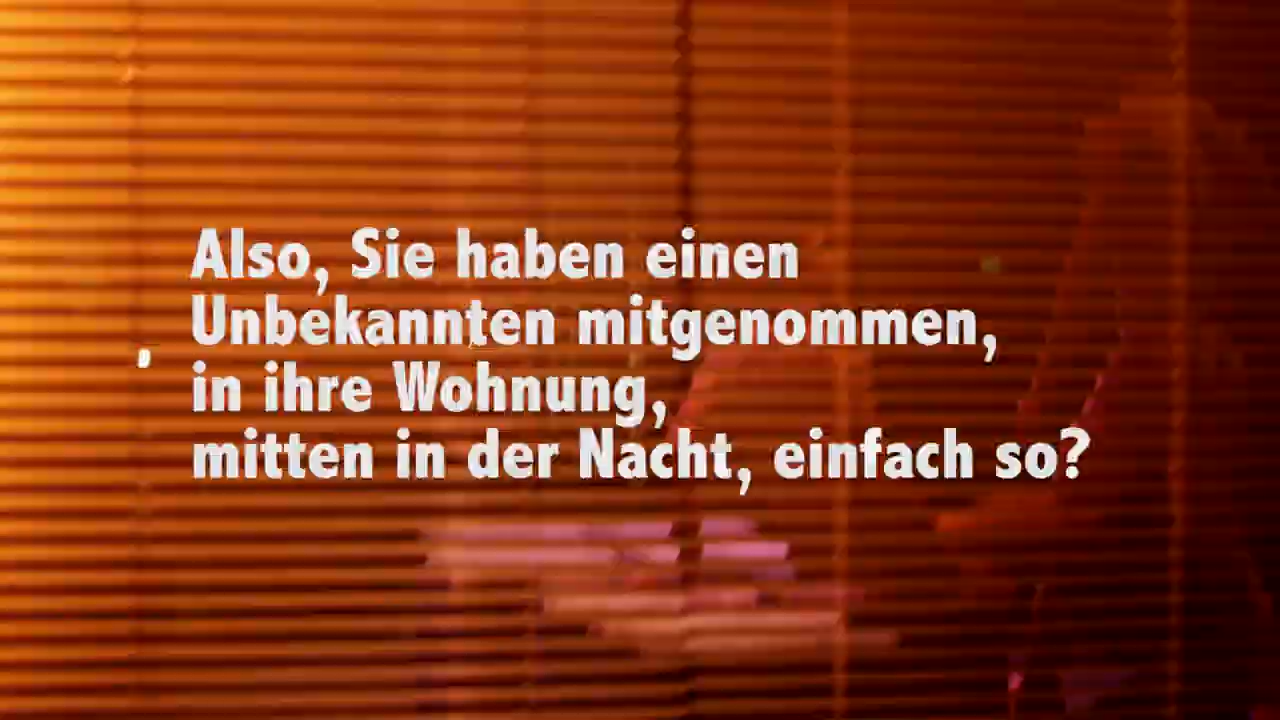 Also, Sie haben einen
Unbekannten mitgenommen,
in ihre Wohnung,
mitten in der Nacht, einfach so?